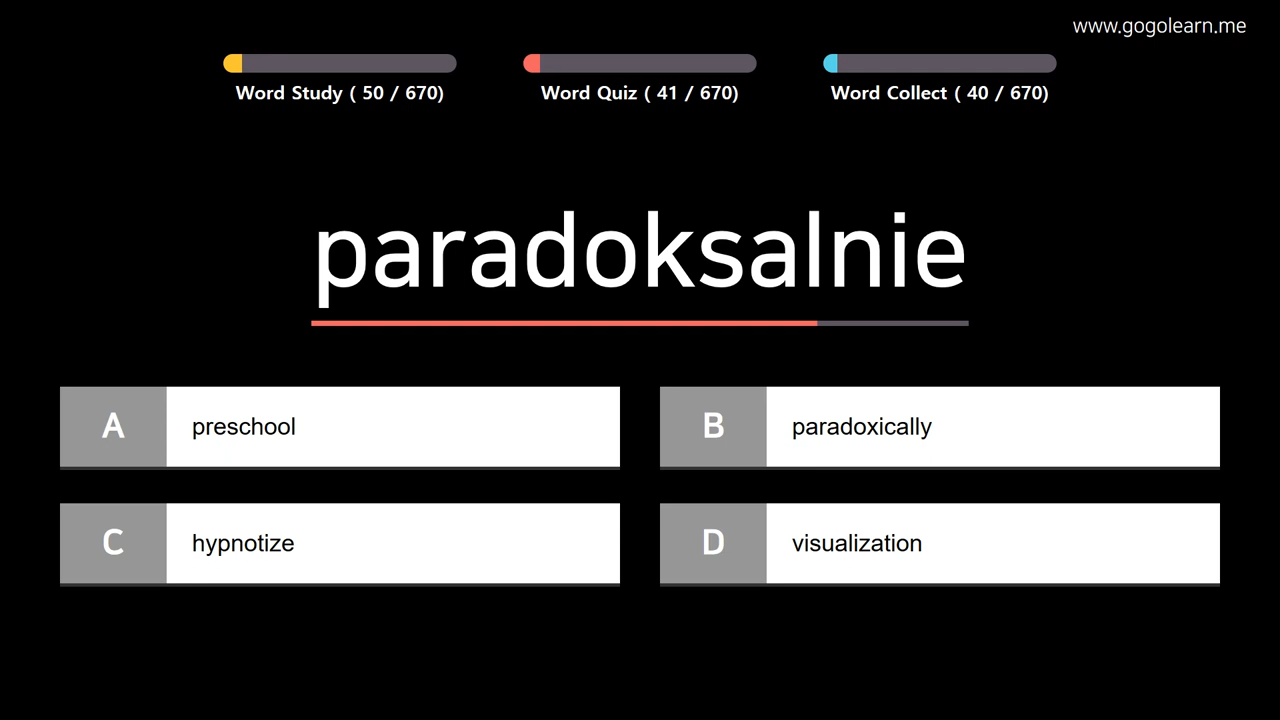 www.gogolearn.me
Word Study ( 50 / 670)
Word Quiz ( 41 / 670)
Word Collect ( 40 / 670)
paradoksalnie
A preschool
B paradoxically
C hypnotize
D visualization